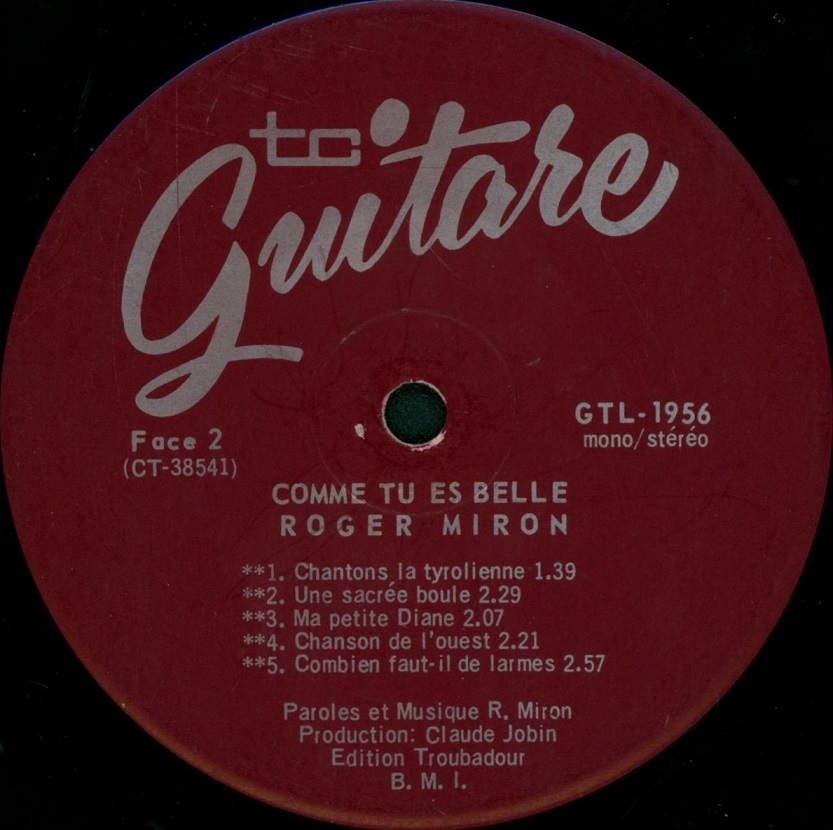 tc
Guitare
GTL-1956
mono/stéréo
Face 2
(CT-38541)
COMME TU ES BELLE
ROGER MIRON
**1. Chantons la tyrolienne 1.39
**2. Une sacrée boule 2.29
**3. Ma petite Diane 2.07
**4. Chanson de l'ouest 2.21
**5. Combien faut-il de larmes 2.57
Paroles et Musique R. Miron
Production: Claude Jobin
Edition Troubadour
B. M. I.